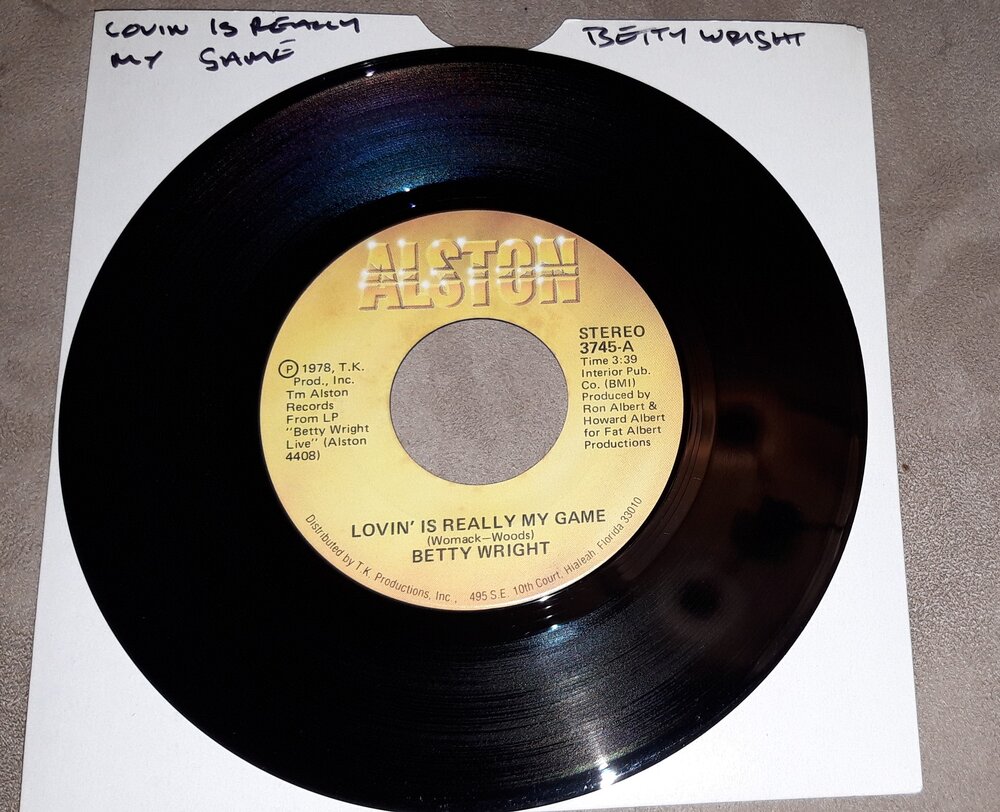 LOVIN IS REALLY
MY GAME
BETTY WRIGHT
ALSTON
STEREO
3745-A
Time 3:39
Interior Pub.
Co. (BMI)
Produced by
Ron Albert &
Howard Albert
for Fat Albert
Productions
Ⓟ 1978, T.K.
Prod., Inc.
Tm Alston
Records
From LP
"Betty Wright
Live" (Alston
4408)
LOVIN' IS REALLY MY GAME
(Womack—Woods)
BETTY WRIGHT
Distributed by T.K. Productions, Inc., 495 S.E. 10th Court, Hialeah, Florida 33010